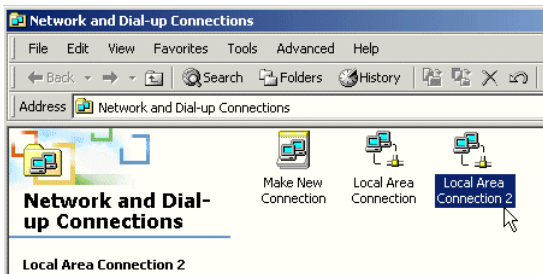 Network and Dial-up Connections
File Edit View Favorites Tools Advanced Help
Back Search Folders History
Address Network and Dial-up Connections
Make New Connection
Local Area Connection
Local Area Connection 2
Network and Dial-
up Connections
Local Area Connection 2